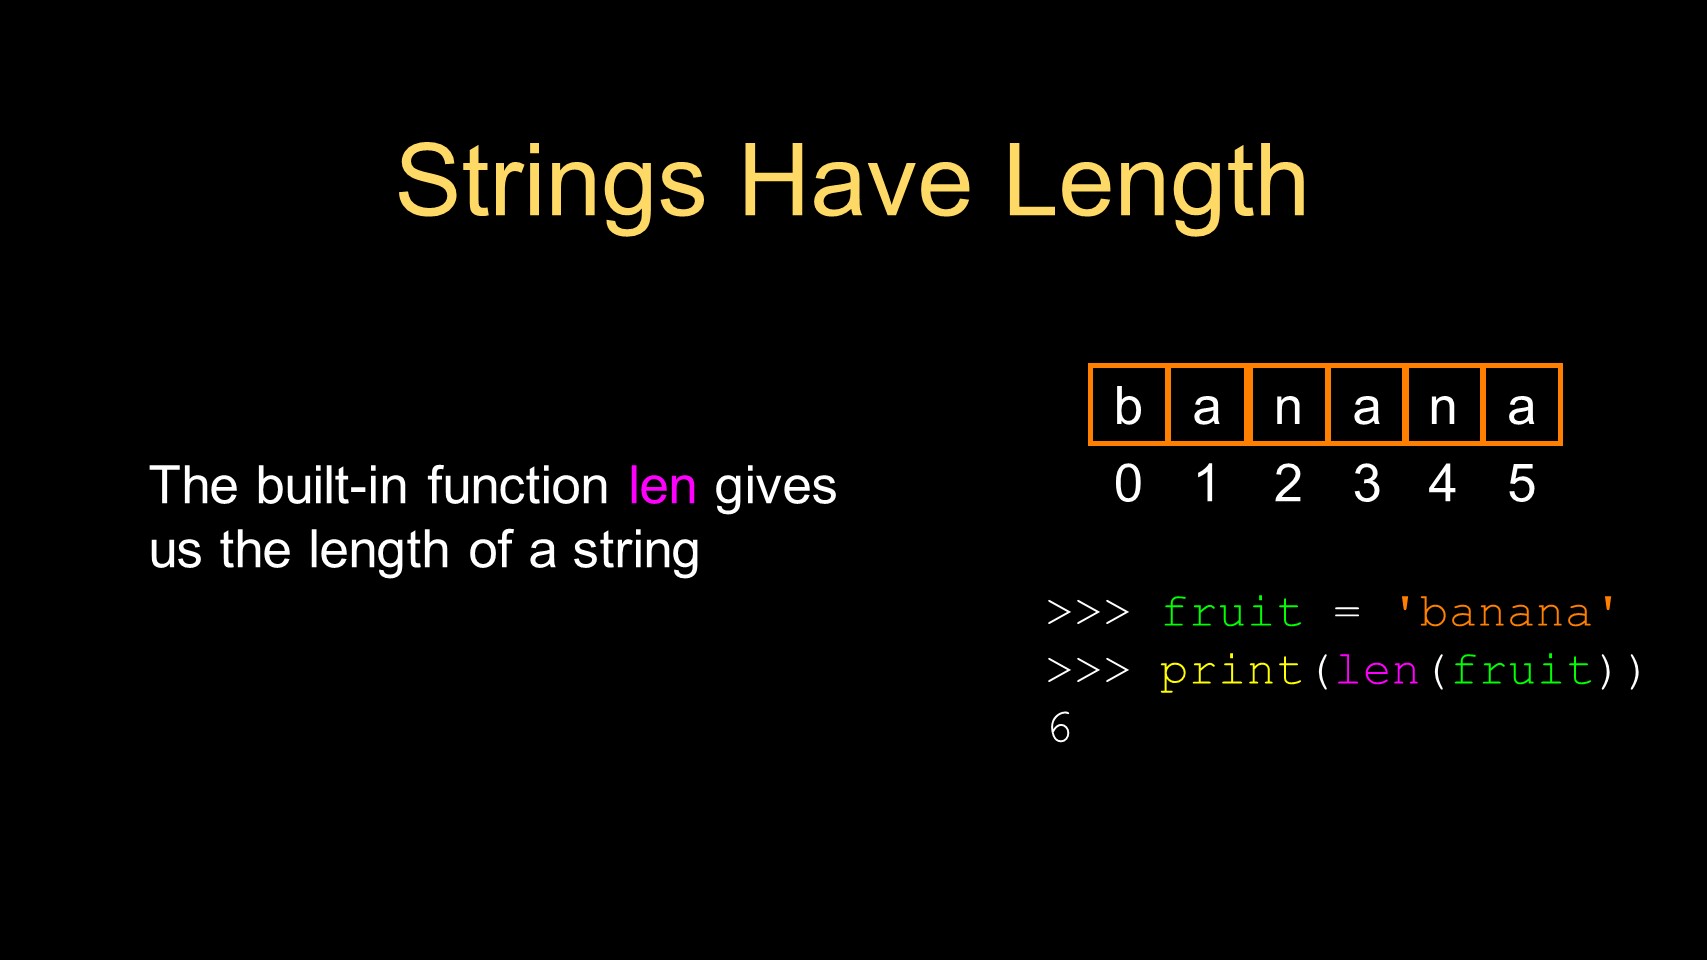 Strings Have Length
The built-in function len gives
us the length of a string
b a n a n a
0 1 2 3 4 5
>>> fruit = 'banana'
>>> print(len(fruit))
6